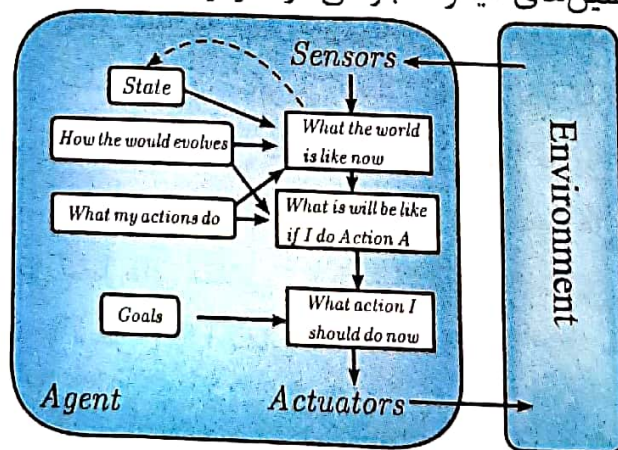 Sensors
State
What the world
is like now
How the would evolves
What is will be like
if I do Action A
What my actions do
What action I
should do now
Goals
Agent
Actuators
Environment